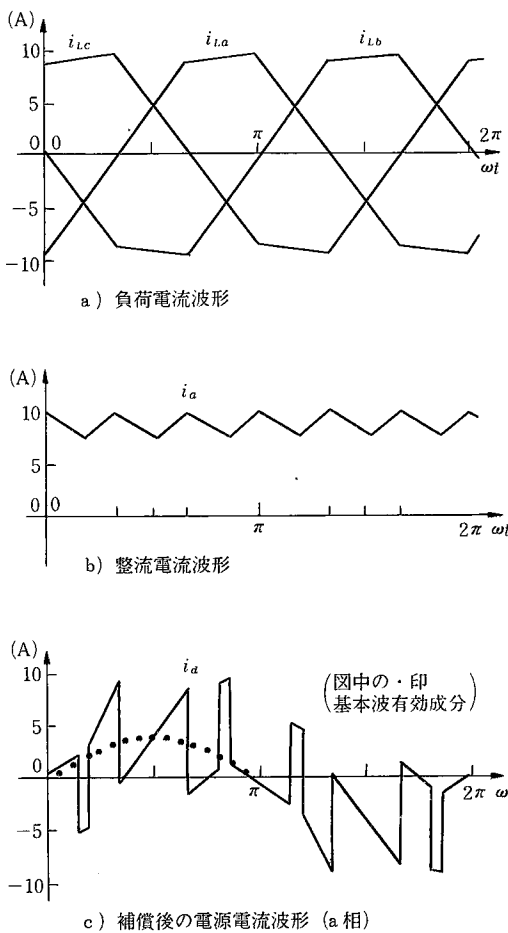 (A)
i_Lc
i_La
i_Lb
10
5
0
0
π
2π
ωt
−5
−10
a) 負荷電流波形
(A)
i_a
10
5
0
0
π
2π ωt
b) 整流電流波形
(A)
i_d
10
(図中の・印
基本波有効成分)
5
0
π
2π ω
−5
−10
c) 補償後の電源電流波形 (a相)